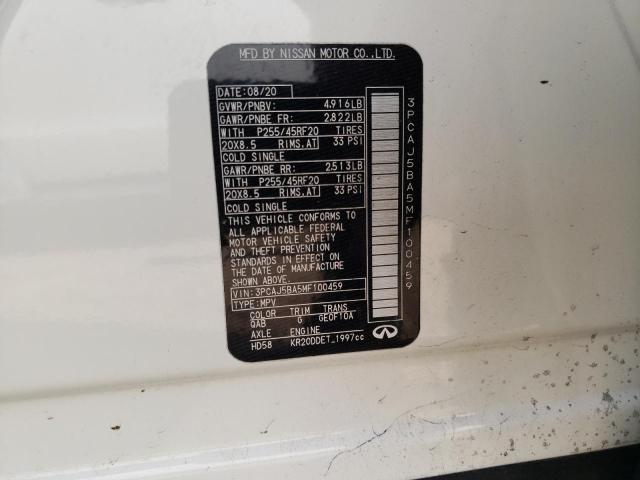 MFD BY NISSAN MOTOR CO.,LTD.
DATE: 08/20
GVWR/PNBV: 4,916LB
GAWR/PNBE FR: 2,822LB
WITH P255/45RF20 TIRES
20X8.5 RIMS,AT 33 PSI
COLD SINGLE
GAWR/PNBE RR: 2,513LB
WITH P255/45RF20 TIRES
20X8.5 RIMS,AT 33 PSI
COLD SINGLE
THIS VEHICLE CONFORMS TO
ALL APPLICABLE FEDERAL
MOTOR VEHICLE SAFETY
AND THEFT PREVENTION
STANDARDS IN EFFECT ON
THE DATE OF MANUFACTURE
SHOWN ABOVE.
VIN: 3PCAJ5BA5MF100459
TYPE: MPV
COLOR TRIM TRANS
QAB G GE0F10A
AXLE ENGINE
HD58 KR20DDET_1997cc
3PCAJ5BA5MF100459